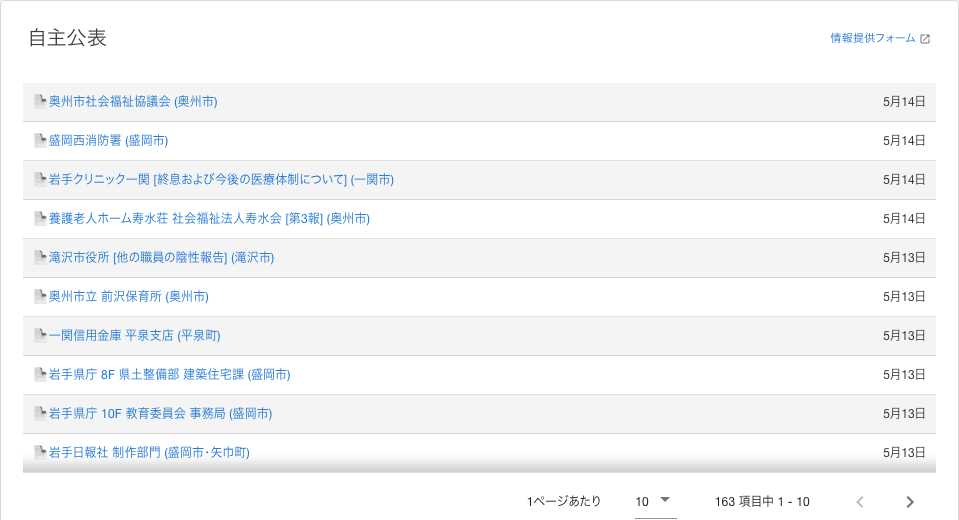 自主公表
情報提供フォーム
奥州市社会福祉協議会 (奥州市) 5月14日
盛岡西消防署 (盛岡市) 5月14日
岩手クリニック一関 [終息および今後の医療体制について] (一関市) 5月14日
養護老人ホーム寿水荘 社会福祉法人寿水会 [第3報] (奥州市) 5月14日
滝沢市役所 [他の職員の陰性報告] (滝沢市) 5月13日
奥州市立 前沢保育所 (奥州市) 5月13日
一関信用金庫 平泉支店 (平泉町) 5月13日
岩手県庁 8F 県土整備部 建築住宅課 (盛岡市) 5月13日
岩手県庁 10F 教育委員会 事務局 (盛岡市) 5月13日
岩手日報社 制作部門 (盛岡市･矢巾町) 5月13日
1ページあたり 10 163 項目中 1 - 10